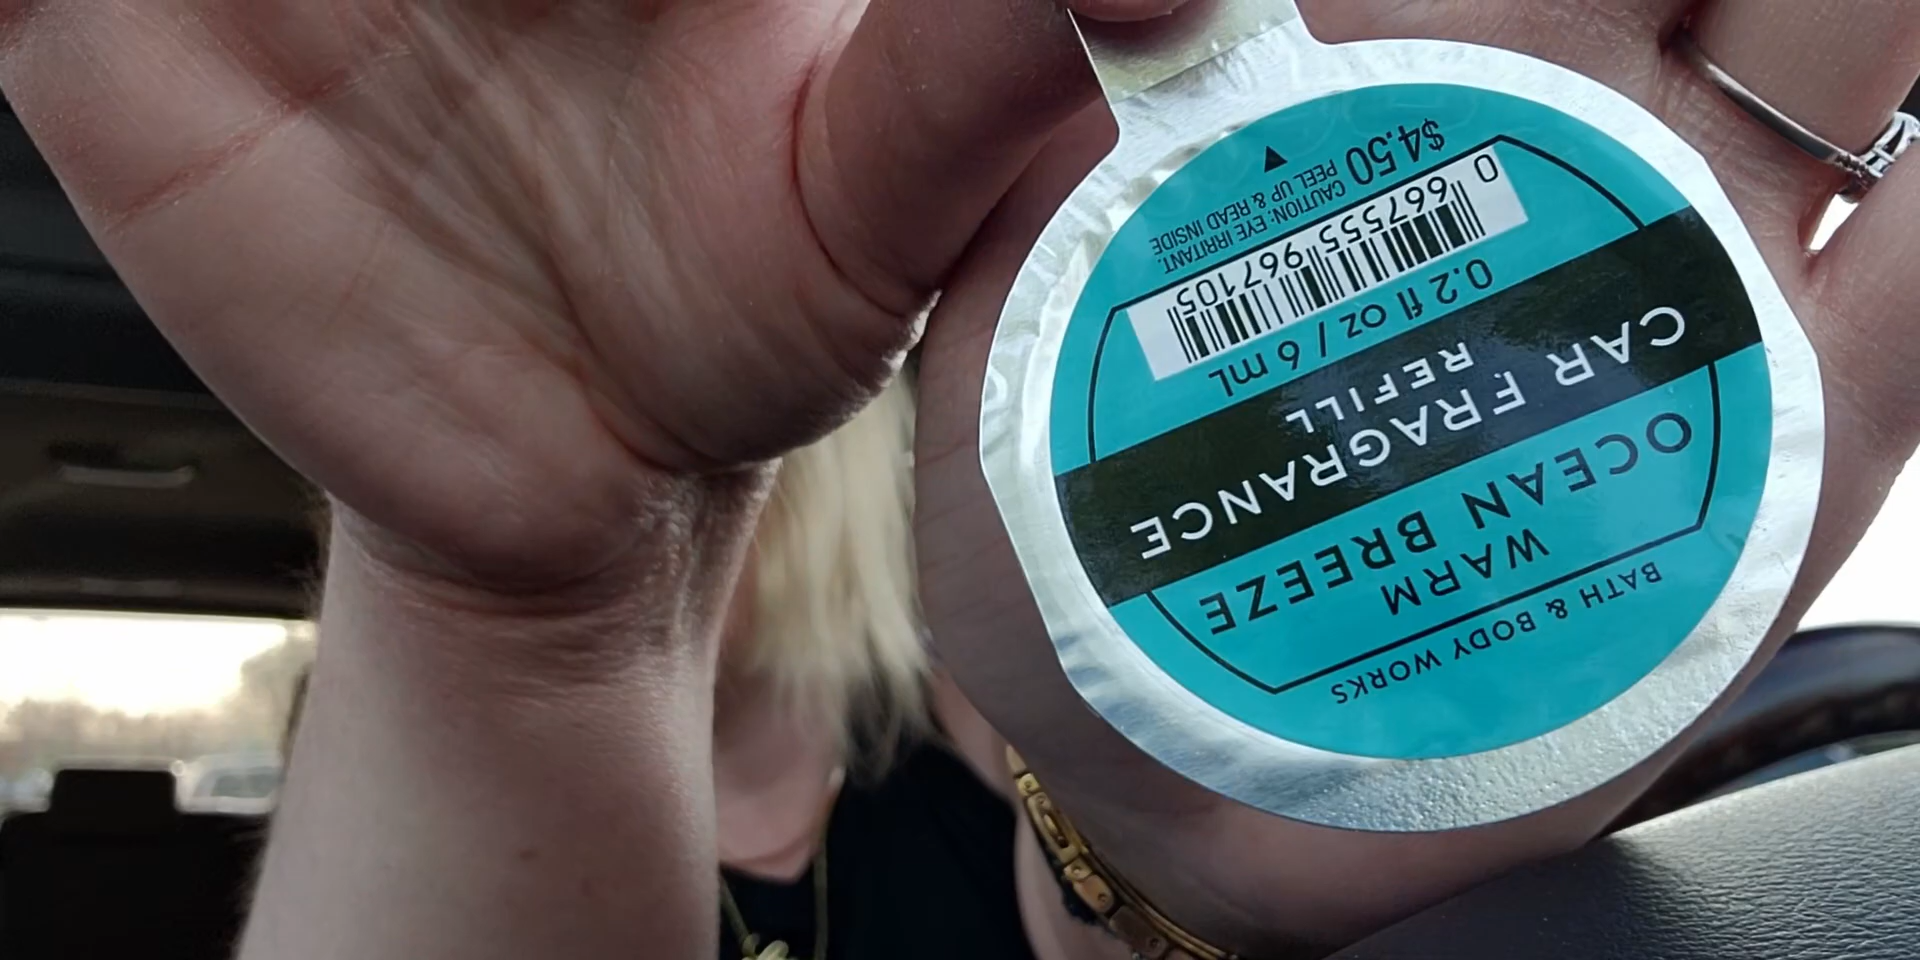 BATH & BODY WORKS
WARM
OCEAN BREEZE
CAR FRAGRANCE
REFILL
0.2 fl oz / 6 mL
0 667555 967105
CAUTION: EYE IRRITANT.
PEEL UP & READ INSIDE
$4.50